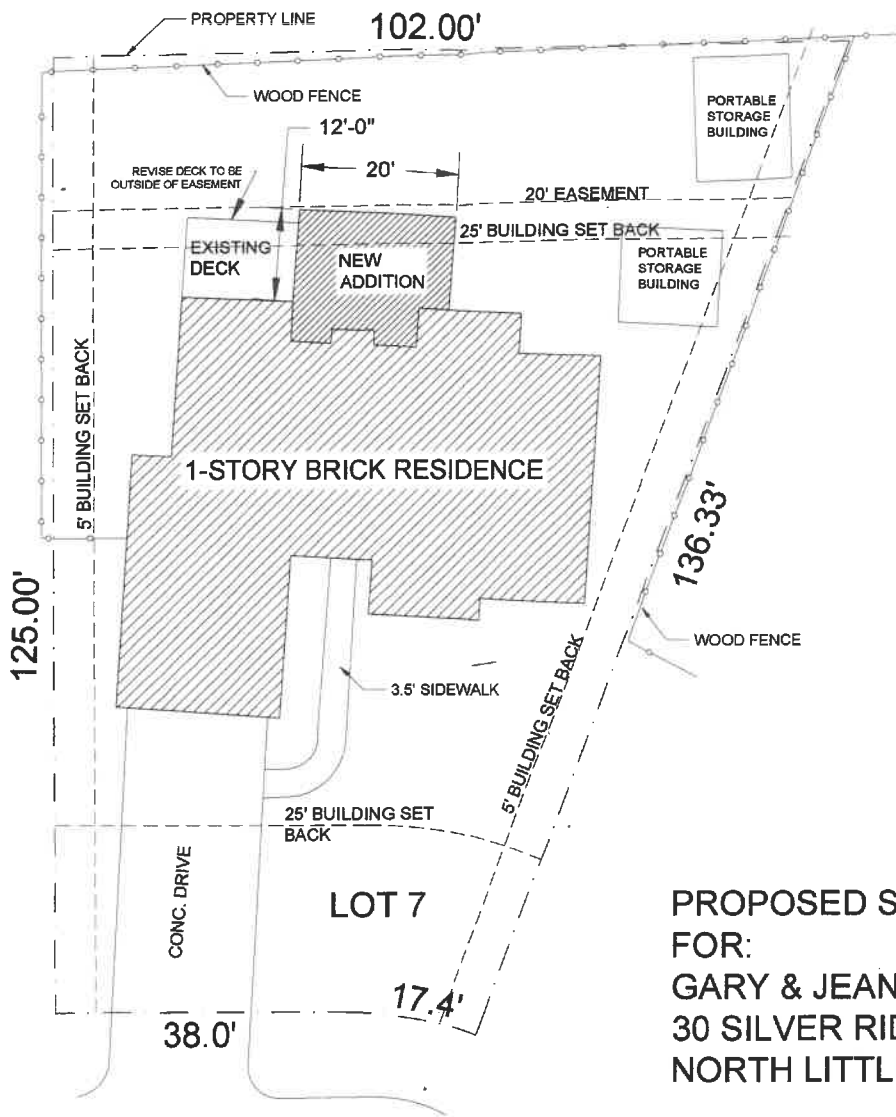 PROPERTY LINE
102.00'
WOOD FENCE
12'-0"
20'
PORTABLE
STORAGE
BUILDING
REVISE DECK TO BE
OUTSIDE OF EASEMENT
20' EASEMENT
25' BUILDING SET BACK
EXISTING
DECK
NEW
ADDITION
PORTABLE
STORAGE
BUILDING
5' BUILDING SET BACK
1-STORY BRICK RESIDENCE
136.33'
125.00'
WOOD FENCE
3.5' SIDEWALK
5' BUILDING SET BACK
25' BUILDING SET
BACK
CONC. DRIVE
LOT 7
17.4'
38.0'
PROPOSED S
FOR:
GARY & JEAN
30 SILVER RID
NORTH LITTL